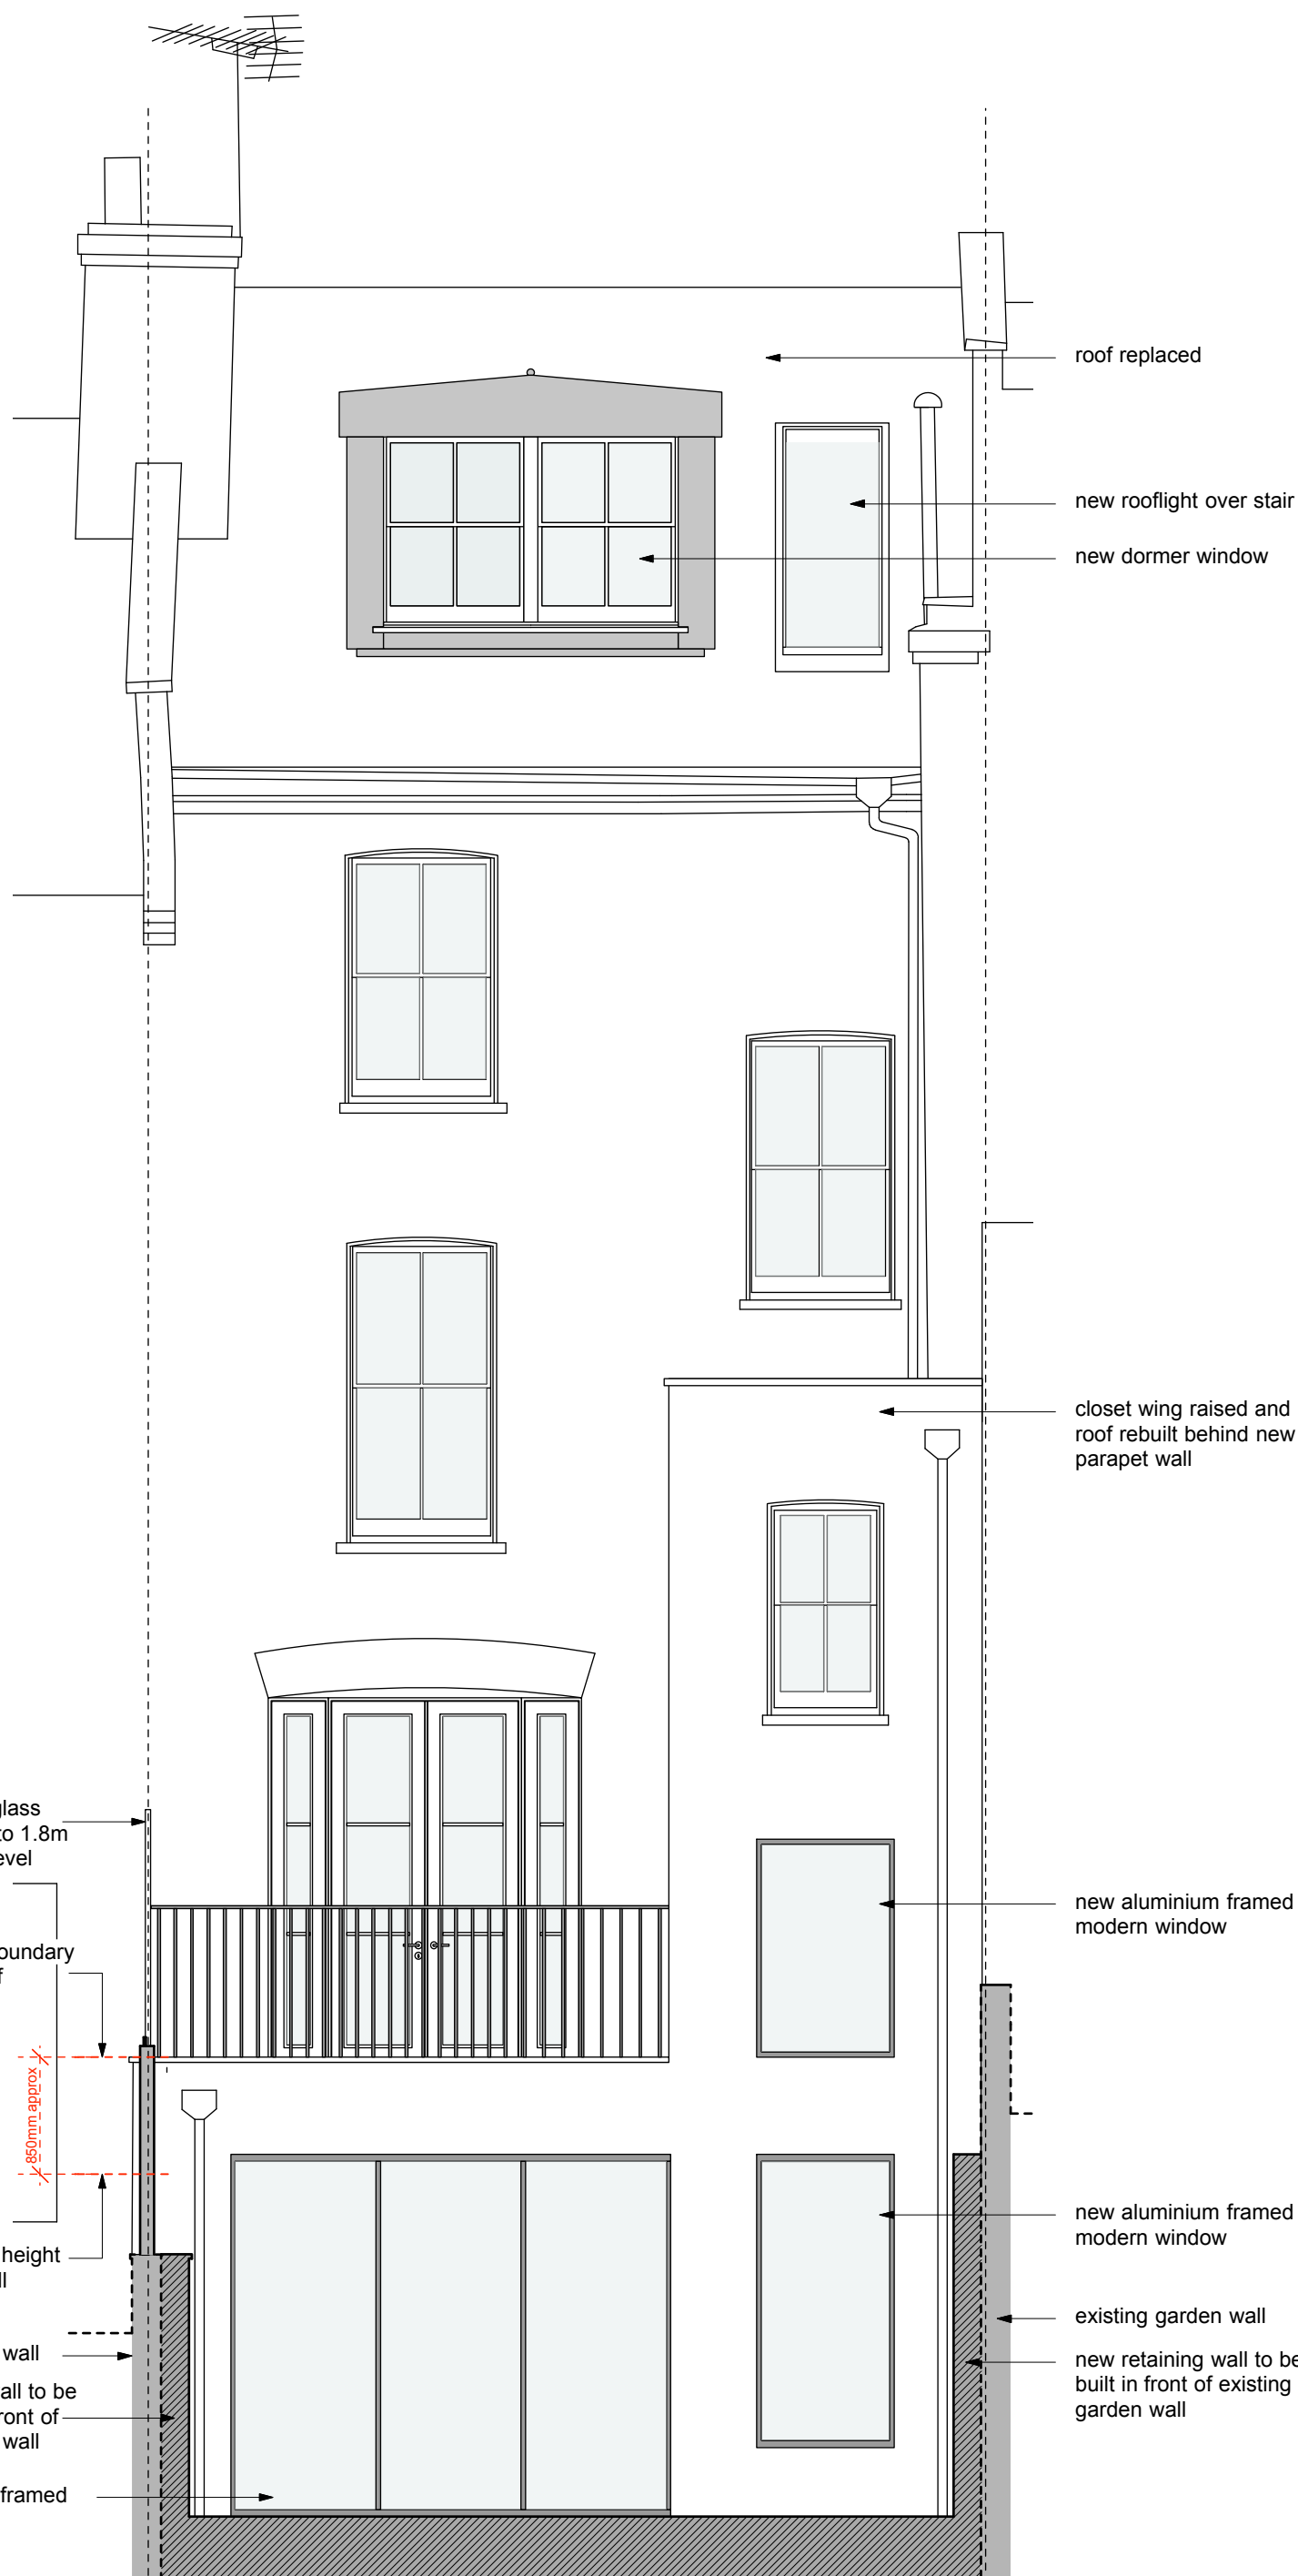 roof replaced
new rooflight over stair
new dormer window
closet wing raised and
roof rebuilt behind new
parapet wall
glass
to 1.8m
evel
oundary
f
850mm approx
new aluminium framed
modern window
height
ll
new aluminium framed
modern window
wall
all to be
ront of
wall
existing garden wall
new retaining wall to be
built in front of existing
garden wall
framed